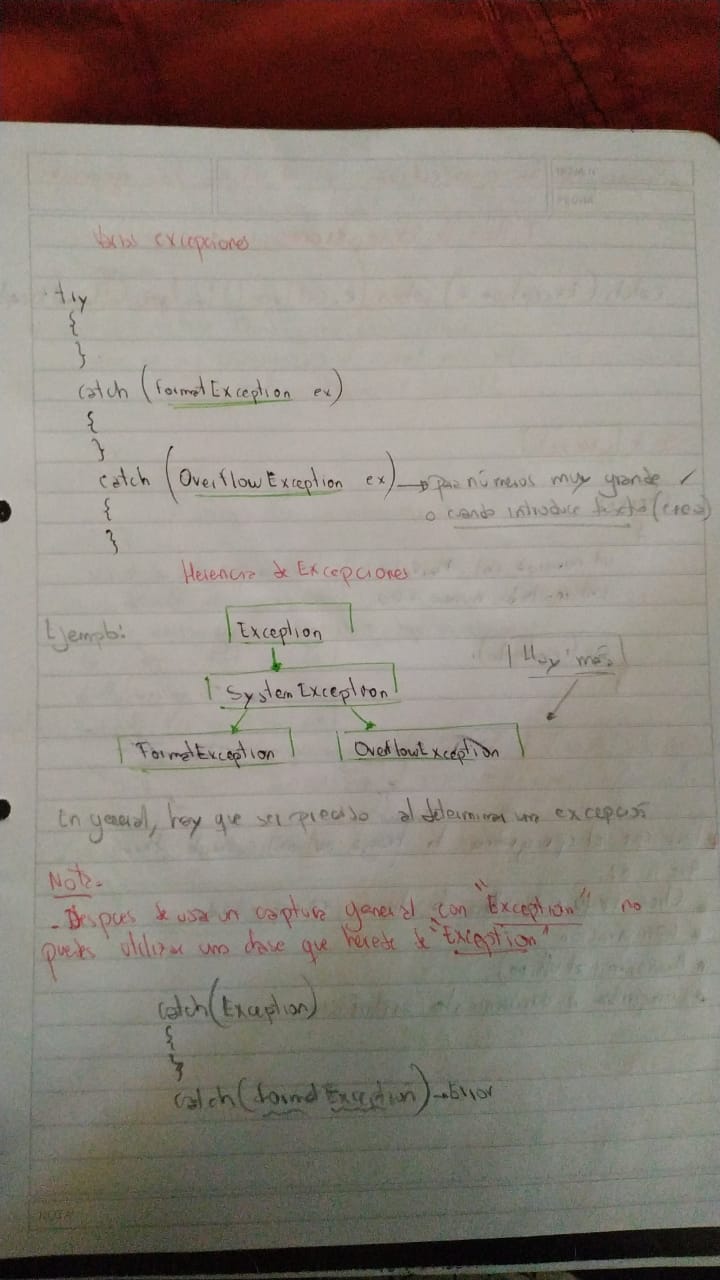 Varias excepciones
try
{
}
catch (FormatException ex)
{
}
catch (OverflowException ex) → para números muy grande
o cuando introduce texto (creo)
{
}
Herencia de Excepciones
Ejemplo:
Exception
Hay más
SystemException
FormatException
OverflowException
En general, hay que ser preciso al determinar una excepción
Nota.
- Después de usar un captura general con "Exception" no
puedes utilizar una clase que herede de "Exception"
catch (Exception)
{
}
catch (FormatException) → Error
NOTA